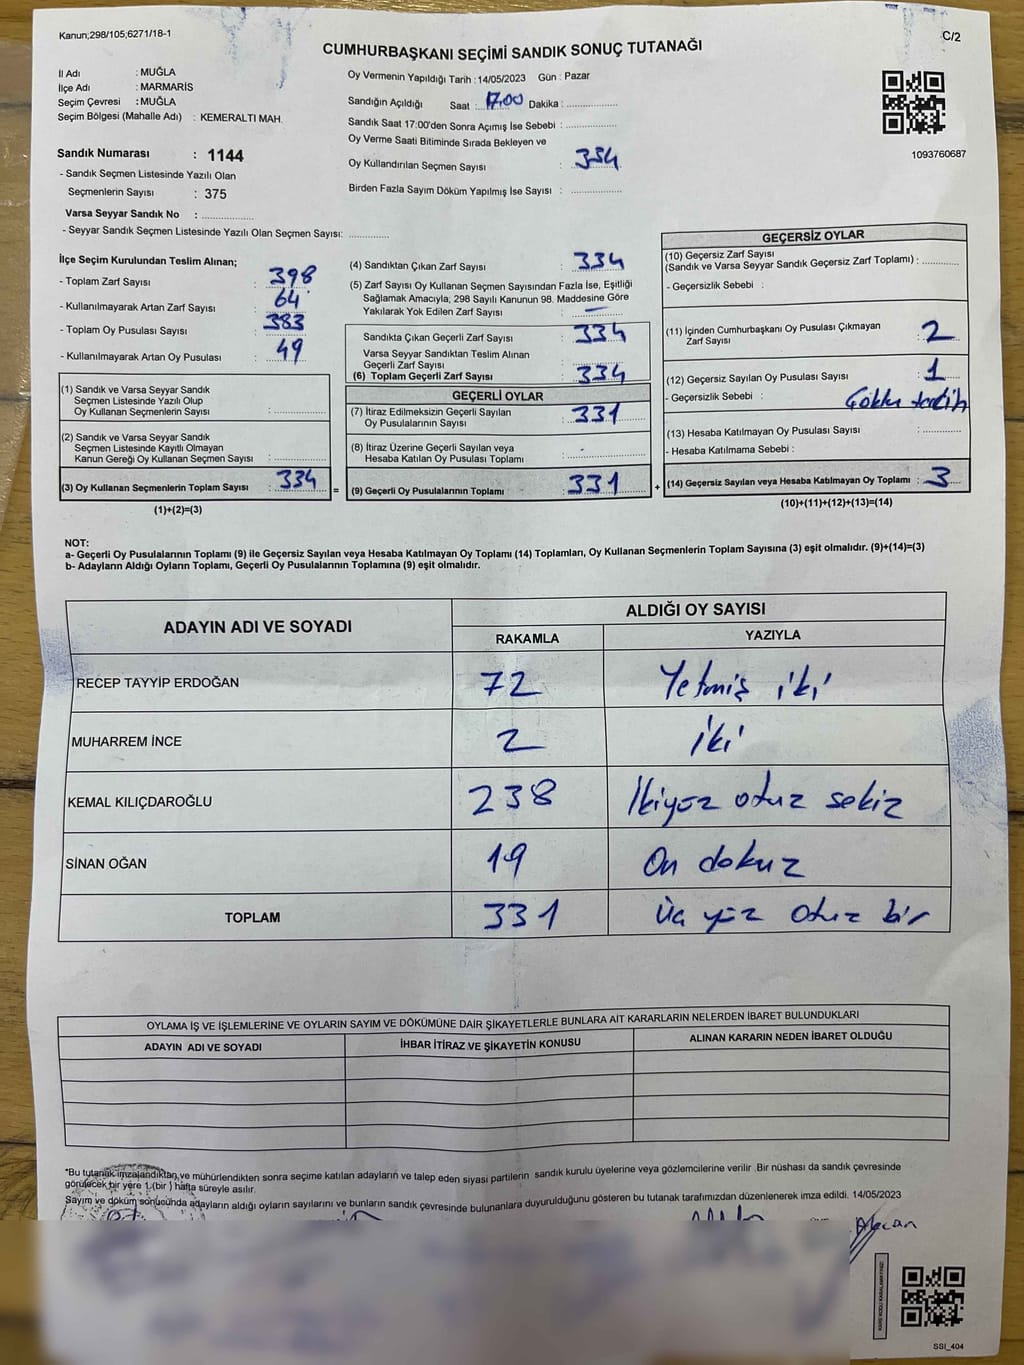 Kanun;298/105;6271/18-1
C/2
CUMHURBAŞKANI SEÇİMİ SANDIK SONUÇ TUTANAĞI
İl Adı : MUĞLA
İlçe Adı : MARMARİS
Seçim Çevresi : MUĞLA
Seçim Bölgesi (Mahalle Adı) : KEMERALTI MAH.
Sandık Numarası : 1144
- Sandık Seçmen Listesinde Yazılı Olan
Seçmenlerin Sayısı : 375
Varsa Seyyar Sandık No : ..............
- Seyyar Sandık Seçmen Listesinde Yazılı Olan Seçmen Sayısı: ............
Oy Vermenin Yapıldığı Tarih : 14/05/2023 Gün : Pazar
Sandığın Açıldığı Saat : 17.00 Dakika : ..............
Sandık Saat 17:00'den Sonra Açımış İse Sebebi : ..............
Oy Verme Saati Bitiminde Sırada Bekleyen ve
Oy Kullandırılan Seçmen Sayısı : 334
Birden Fazla Sayım Döküm Yapılmış İse Sayısı : ..............
1093760687
İlçe Seçim Kurulundan Teslim Alınan;
- Toplam Zarf Sayısı : 398
- Kullanılmayarak Artan Zarf Sayısı : 64
- Toplam Oy Pusulası Sayısı : 383
- Kullanılmayarak Artan Oy Pusulası : 49
(1) Sandık ve Varsa Seyyar Sandık
Seçmen Listesinde Yazılı Olup
Oy Kullanan Seçmenlerin Sayısı : ..............
(2) Sandık ve Varsa Seyyar Sandık
Seçmen Listesinde Kayıtlı Olmayan
Kanun Gereği Oy Kullanan Seçmen Sayısı : ..............
(3) Oy Kullanan Seçmenlerin Toplam Sayısı : 334
(1)+(2)=(3)
(4) Sandıktan Çıkan Zarf Sayısı : 334
(5) Zarf Sayısı Oy Kullanan Seçmen Sayısından Fazla İse, Eşitliği
Sağlamak Amacıyla, 298 Sayılı Kanunun 98. Maddesine Göre
Yakılarak Yok Edilen Zarf Sayısı : —
Sandıkta Çıkan Geçerli Zarf Sayısı : 334
Varsa Seyyar Sandıktan Teslim Alınan
Geçerli Zarf Sayısı
(6) Toplam Geçerli Zarf Sayısı : 334
GEÇERLİ OYLAR
(7) İtiraz Edilmeksizin Geçerli Sayılan
Oy Pusulalarının Sayısı : 331
(8) İtiraz Üzerine Geçerli Sayılan veya
Hesaba Katılan Oy Pusulası Toplamı : ..............
=
(9) Geçerli Oy Pusulalarının Toplamı : 331
+
GEÇERSİZ OYLAR
(10) Geçersiz Zarf Sayısı
(Sandık ve Varsa Seyyar Sandık Geçersiz Zarf Toplamı) : ............
- Geçersizlik Sebebi :
(11) İçinden Cumhurbaşkanı Oy Pusulası Çıkmayan
Zarf Sayısı : 2
(12) Geçersiz Sayılan Oy Pusulası Sayısı : 1
- Geçersizlik Sebebi :
(13) Hesaba Katılmayan Oy Pusulası Sayısı : ............
- Hesaba Katılmama Sebebi :
(14) Geçersiz Sayılan veya Hesaba Katılmayan Oy Toplamı : 3
(10)+(11)+(12)+(13)=(14)
NOT:
a- Geçerli Oy Pusulalarının Toplamı (9) ile Geçersiz Sayılan veya Hesaba Katılmayan Oy Toplamı (14) Toplamları, Oy Kullanan Seçmenlerin Toplam Sayısına (3) eşit olmalıdır. (9)+(14)=(3)
b- Adayların Aldığı Oyların Toplamı, Geçerli Oy Pusulalarının Toplamına (9) eşit olmalıdır.
ADAYIN ADI VE SOYADI
ALDIĞI OY SAYISI
RAKAMLA YAZIYLA
RECEP TAYYİP ERDOĞAN 72 Yetmiş iki
MUHARREM İNCE 2 İki
KEMAL KILIÇDAROĞLU 238 İkiyüz otuz sekiz
SİNAN OĞAN 19 On dokuz
TOPLAM 331 Üç yüz otuz bir
OYLAMA İŞ VE İŞLEMLERİNE VE OYLARIN SAYIM VE DÖKÜMÜNE DAİR ŞİKAYETLERLE BUNLARA AİT KARARLARIN NELERDEN İBARET BULUNDUKLARI
ADAYIN ADI VE SOYADI İHBAR İTİRAZ VE ŞİKAYETİN KONUSU ALINAN KARARIN NEDEN İBARET OLDUĞU
*Bu tutanak imzalandıktan ve mühürlendikten sonra seçime katılan adayların ve talep eden siyasi partilerin sandık kurulu üyelerine veya gözlemcilerine verilir .Bir nüshası da sandık çevresinde
görülecek bir yere 1 (bir ) hafta süreyle asılır.
Sayım ve döküm sonucunda adayların aldığı oyların sayılarını ve bunların sandık çevresinde bulunanlara duyurulduğunu gösteren bu tutanak tarafımızdan düzenlenerek imza edildi. 14/05/2023
SSI_404